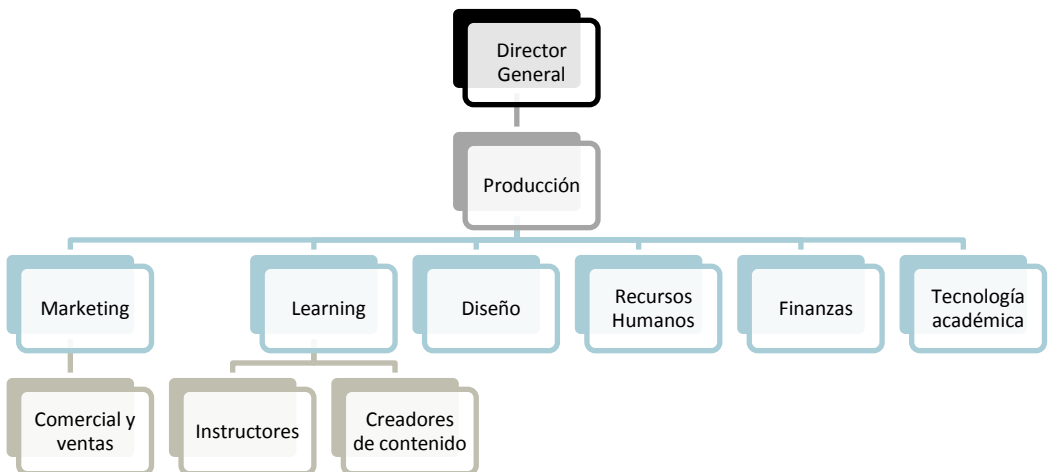 Director
General
Producción
Marketing
Learning
Diseño
Recursos
Humanos
Finanzas
Tecnología
académica
Comercial y
ventas
Instructores
Creadores
de contenido